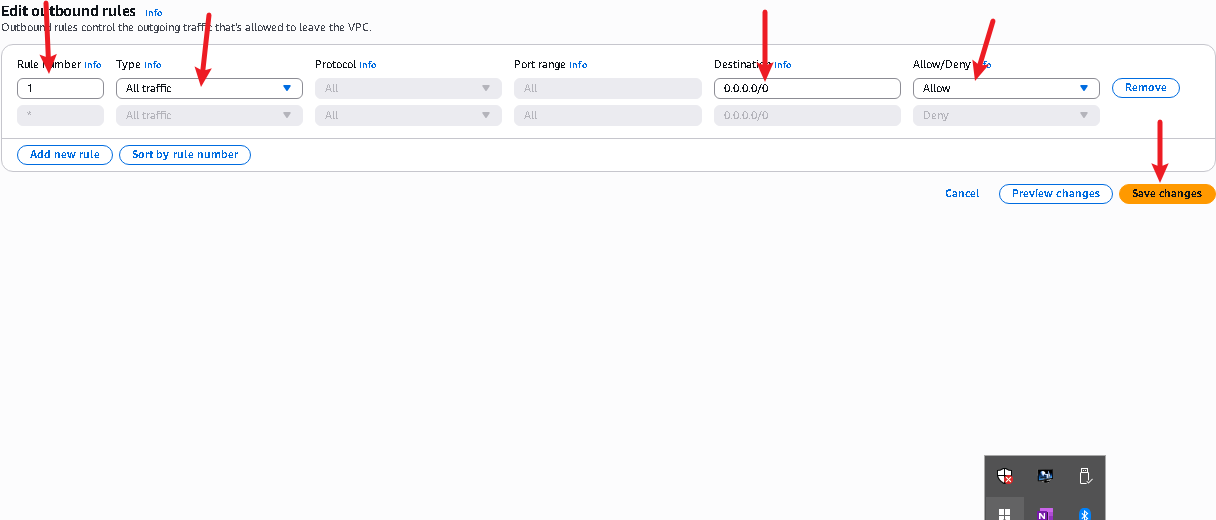 Edit outbound rules Info
Outbound rules control the outgoing traffic that's allowed to leave the VPC.
Rule number Info Type Info Protocol Info Port range Info Destination Info Allow/Deny Info
1 All traffic All All 0.0.0.0/0 Allow Remove
* All traffic All All 0.0.0.0/0 Deny
Add new rule Sort by rule number
Cancel Preview changes Save changes
N